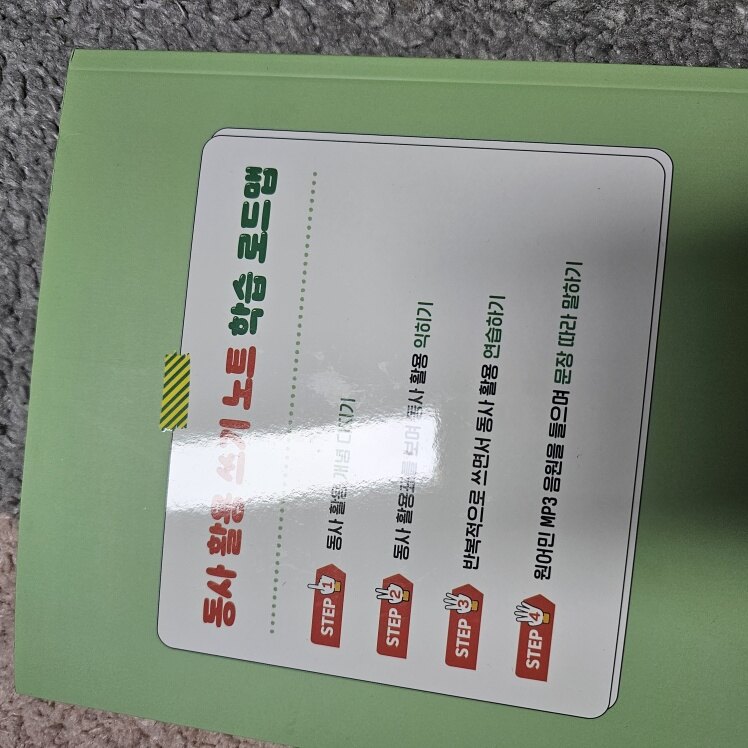 동사 활용 쓰기 노트 학습 로드맵
STEP 1 동사 활용 개념 다지기
STEP 2 동사 활용표를 보며 동사 활용 익히기
STEP 3 반복적으로 쓰면서 동사 활용 연습하기
STEP 4 원어민 MP3 음원을 들으며 문장 따라 말하기